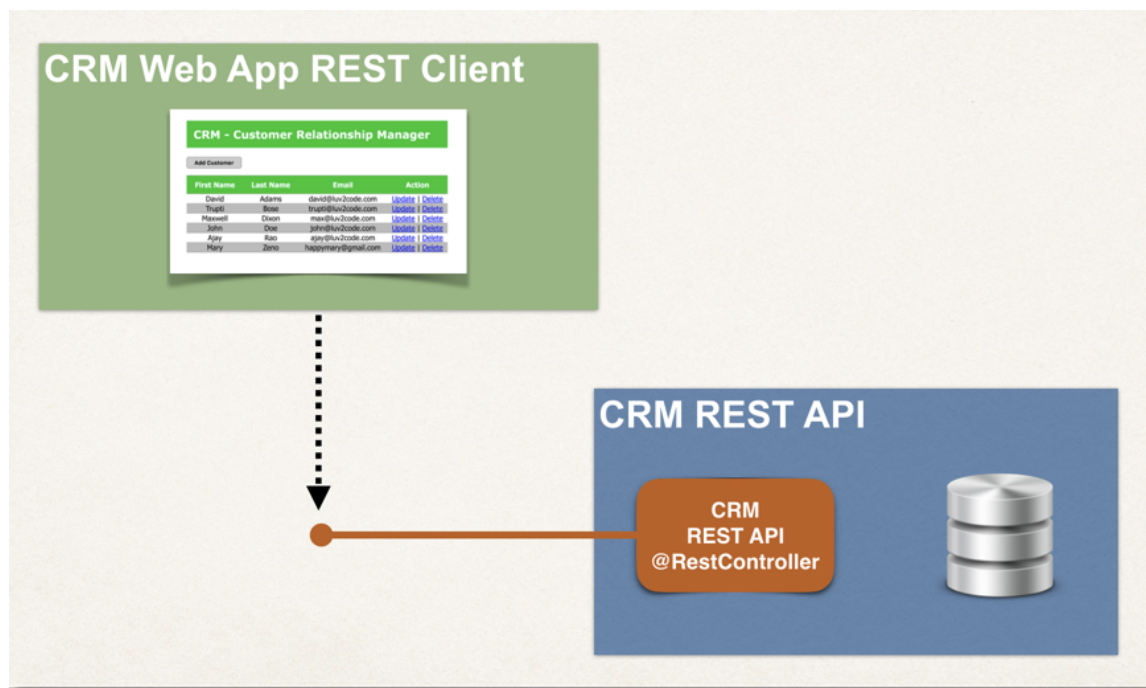 CRM Web App REST Client
CRM - Customer Relationship Manager
Add Customer
First Name Last Name Email Action
David Adams david@luv2code.com Update | Delete
Trupti Bose trupti@luv2code.com Update | Delete
Maxwell Dixon max@luv2code.com Update | Delete
John Doe john@luv2code.com Update | Delete
Ajay Rao ajay@luv2code.com Update | Delete
Mary Zeno happymary@gmail.com Update | Delete
CRM REST API
CRM
REST API
@RestController